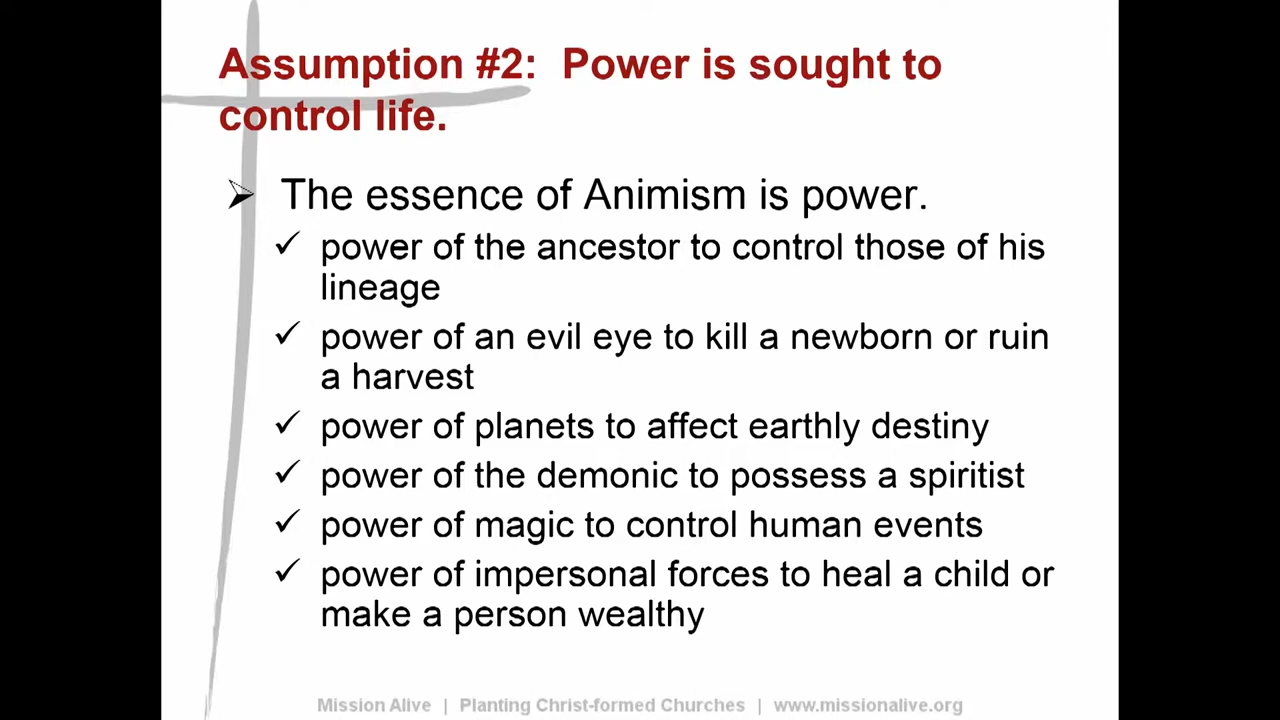 Assumption #2:  Power is sought to
control life.
The essence of Animism is power.
power of the ancestor to control those of his
lineage
power of an evil eye to kill a newborn or ruin
a harvest
power of planets to affect earthly destiny
power of the demonic to possess a spiritist
power of magic to control human events
power of impersonal forces to heal a child or
make a person wealthy
Mission Alive | Planting Christ-formed Churches | www.missionalive.org